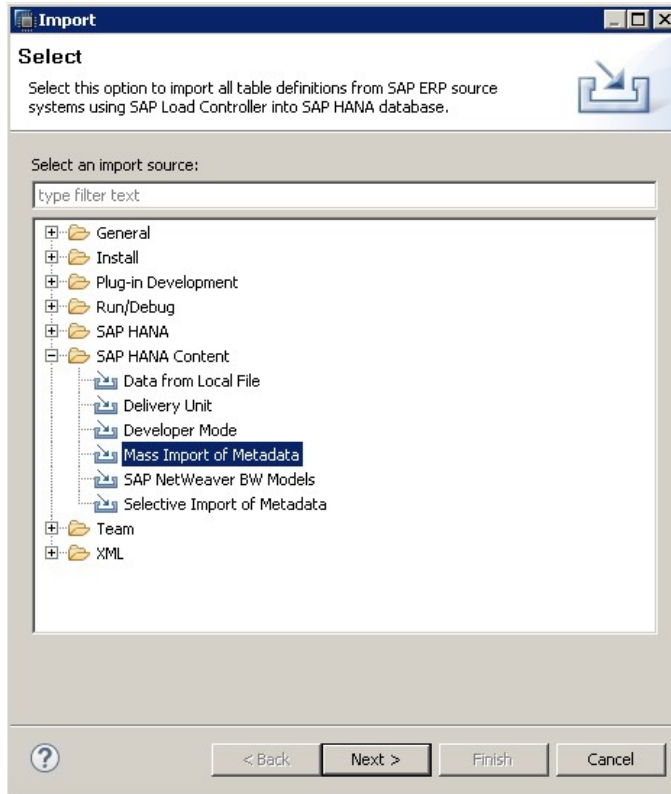 Import
Select
Select this option to import all table definitions from SAP ERP source
systems using SAP Load Controller into SAP HANA database.
Select an import source:
type filter text
General
Install
Plug-in Development
Run/Debug
SAP HANA
SAP HANA Content
Data from Local File
Delivery Unit
Developer Mode
Mass Import of Metadata
SAP NetWeaver BW Models
Selective Import of Metadata
Team
XML
? < Back Next > Finish Cancel